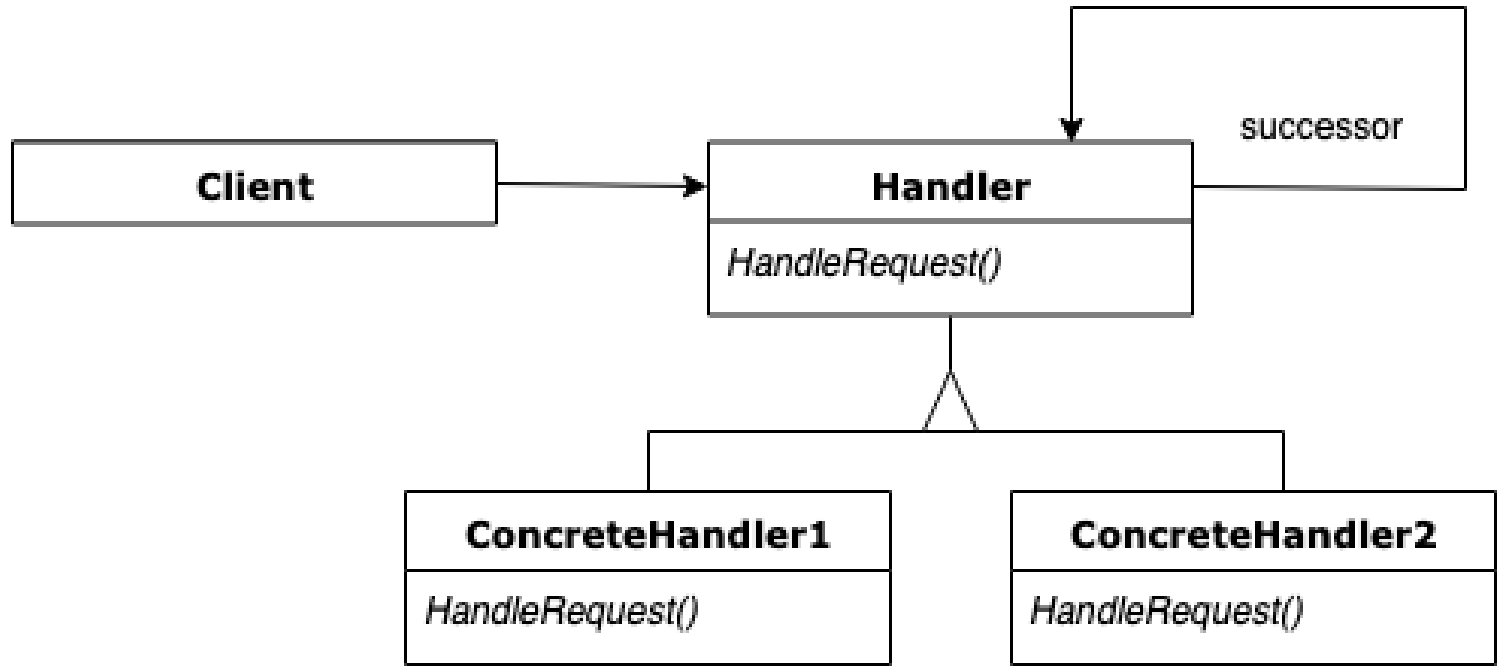 successor
Client
Handler
HandleRequest()
ConcreteHandler1
ConcreteHandler2
HandleRequest()
HandleRequest()